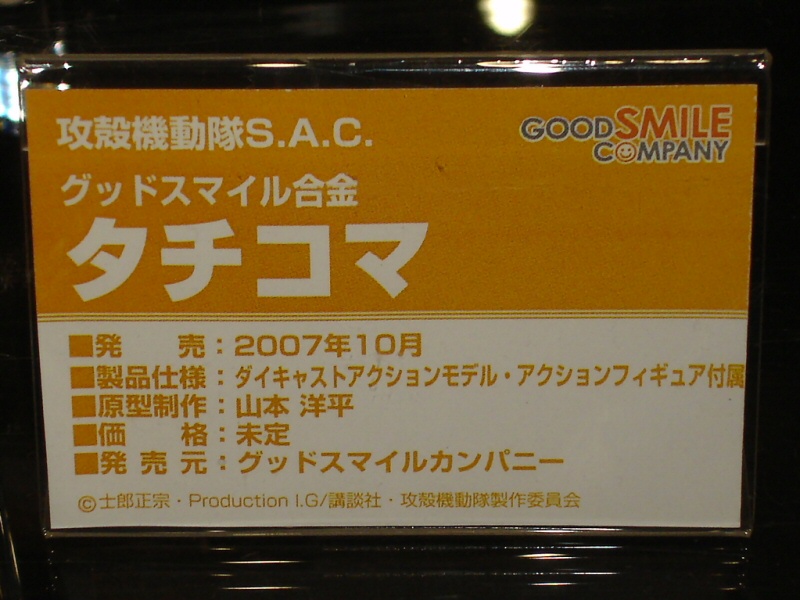 攻殻機動隊S.A.C.
GOODSMILE
COMPANY
グッドスマイル合金
タチコマ
■発　　売：2007年10月
■製品仕様：ダイキャストアクションモデル・アクションフィギュア付属
■原型制作：山本 洋平
■価　　格：未定
■発 売 元：グッドスマイルカンパニー
©士郎正宗・Production I.G/講談社・攻殻機動隊製作委員会